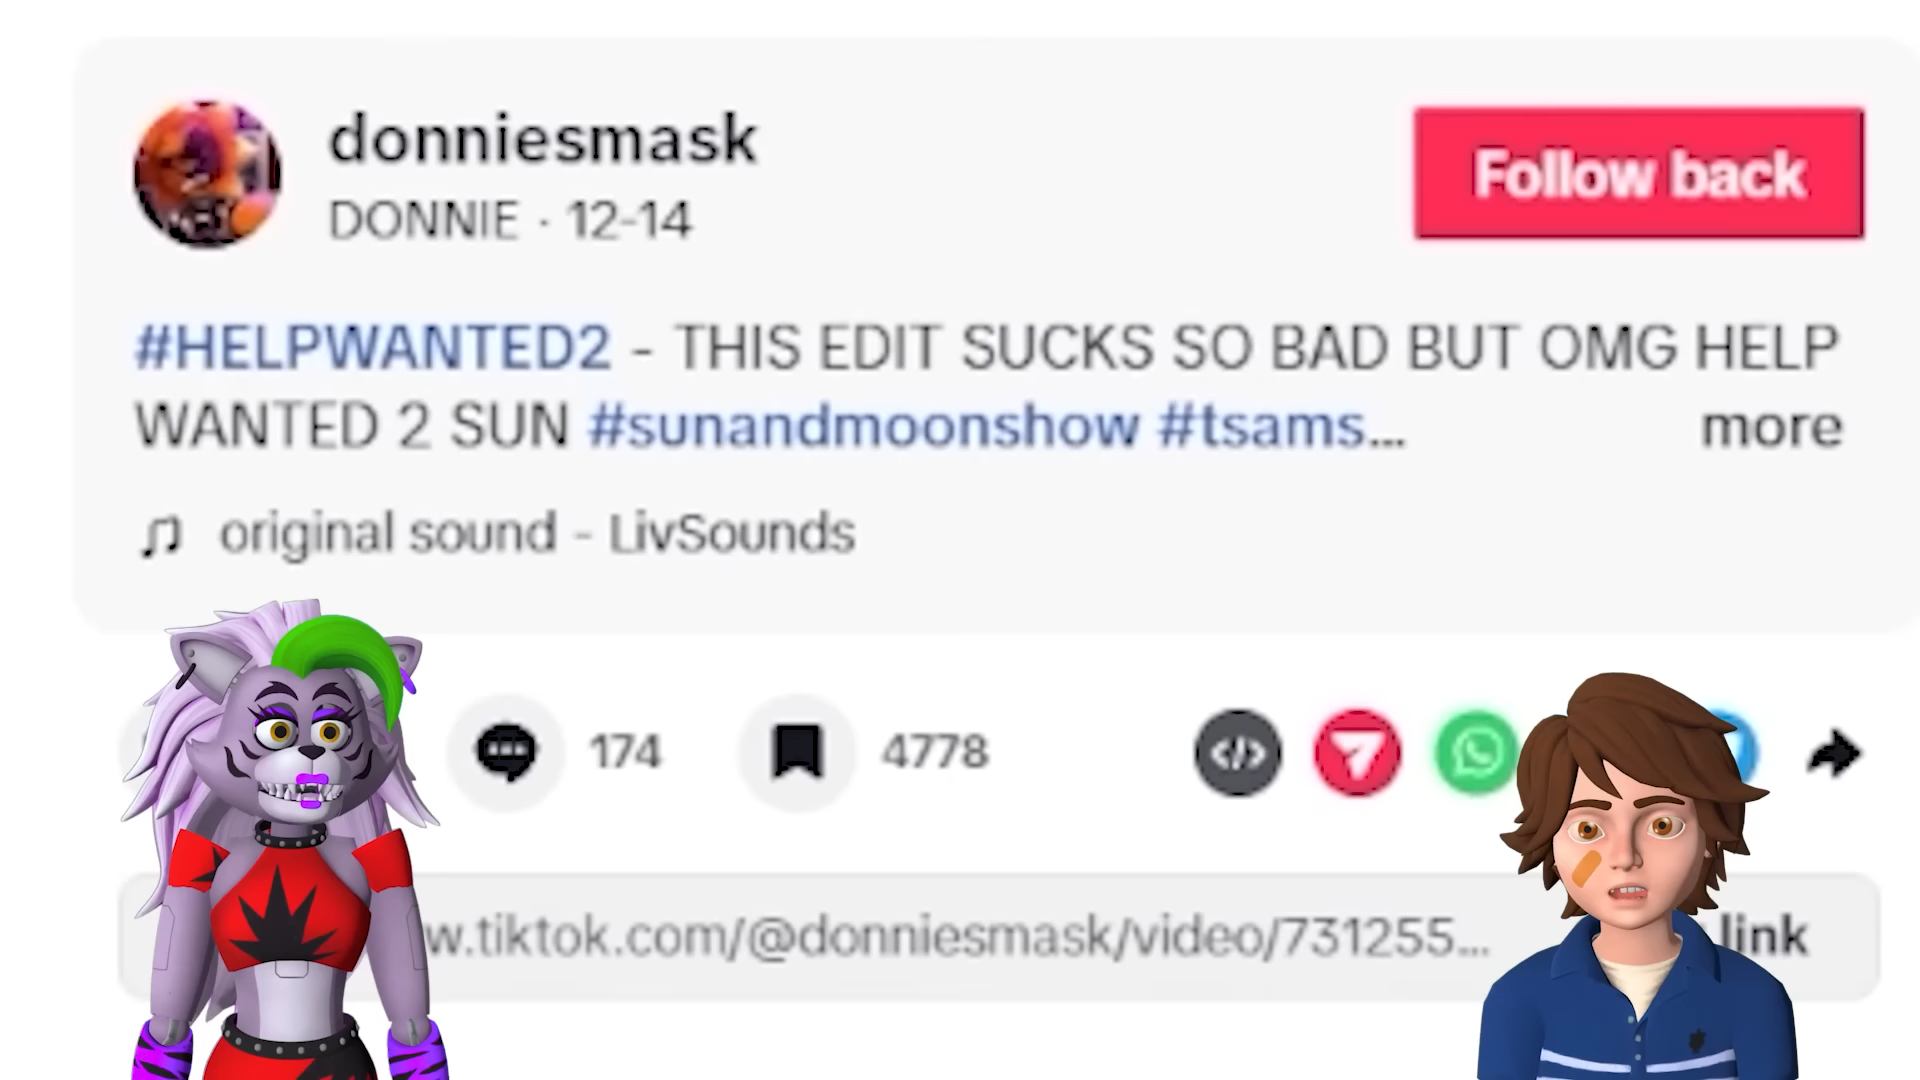 donniesmask
DONNIE · 12-14
Follow back
#HELPWANTED2 - THIS EDIT SUCKS SO BAD BUT OMG HELP
WANTED 2 SUN #sunandmoonshow #tsams... more
original sound - LivSounds
174
4778
w.tiktok.com/@donniesmask/video/731255...
link